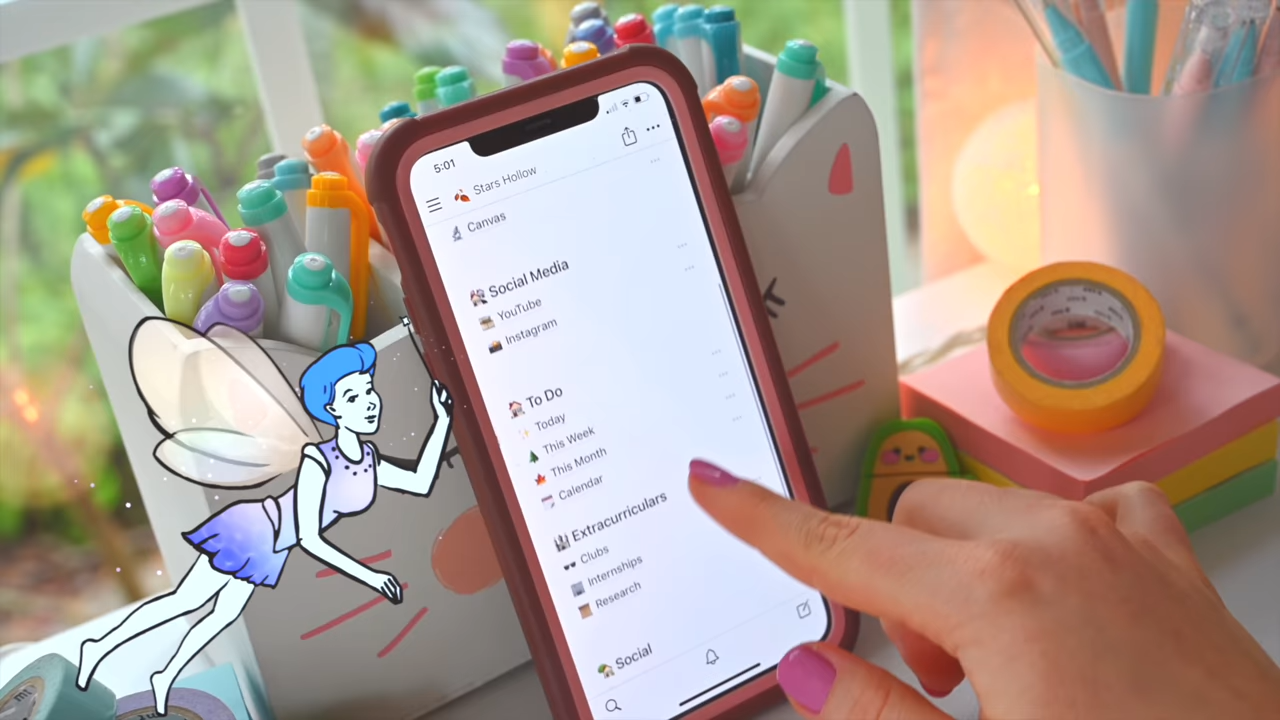 5:01
Stars Hollow
Canvas
Social Media
YouTube
Instagram
To Do
Today
This Week
This Month
Calendar
Extracurriculars
Clubs
Internships
Research
Social